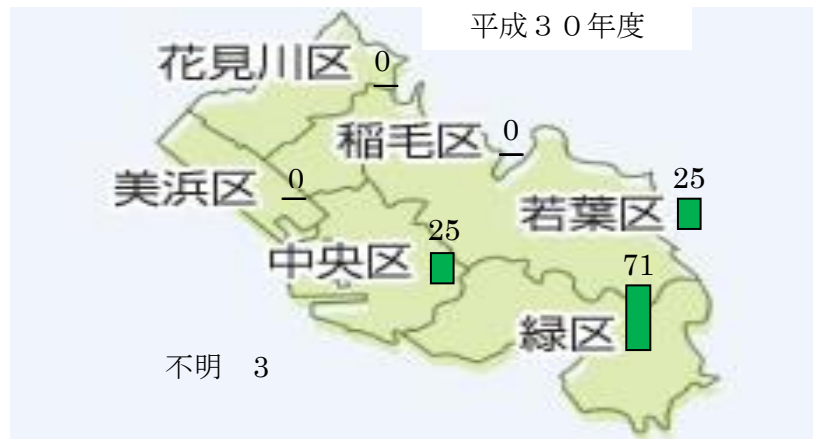 平成３０年度
花見川区 0
稲毛区 0
美浜区 0
若葉区 25
中央区 25
緑区 71
不明　3